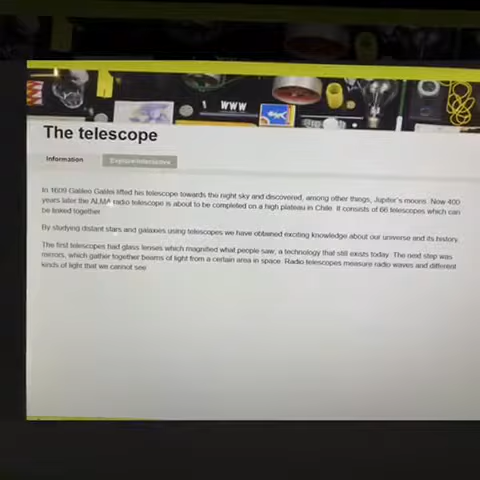 www
The telescope
Information
Explore/interactive
In 1609 Galileo Galilei lifted his telescope towards the night sky and discovered, among other things, Jupiter's moons. Now 400
years later the ALMA radio telescope is about to be completed on a high plateau in Chile. It consists of 66 telescopes which can
be linked together.
By studying distant stars and galaxies using telescopes we have obtained exciting knowledge about our universe and its history.
The first telescopes had glass lenses which magnified what people saw, a technology that still exists today. The next step was
mirrors, which gather together beams of light from a certain area in space. Radio telescopes measure radio waves and different
kinds of light that we cannot see